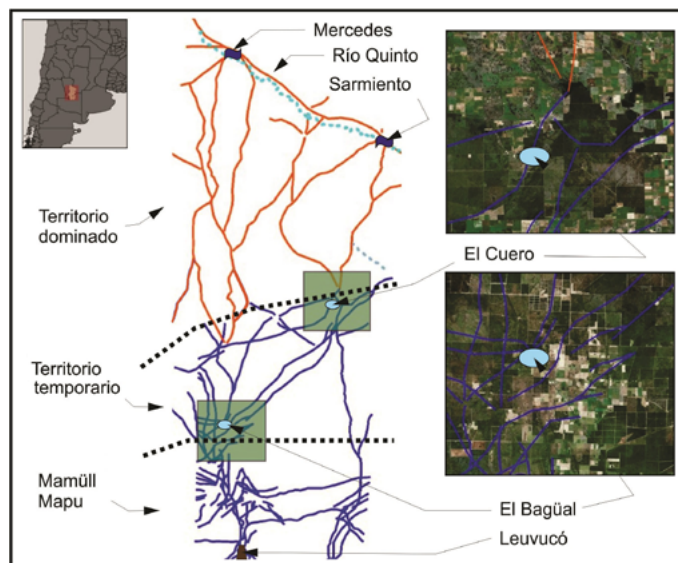 Mercedes
Río Quinto
Sarmiento
Territorio
dominado
El Cuero
Territorio
temporario
Mamüll
Mapu
El Bagüal
Leuvucó